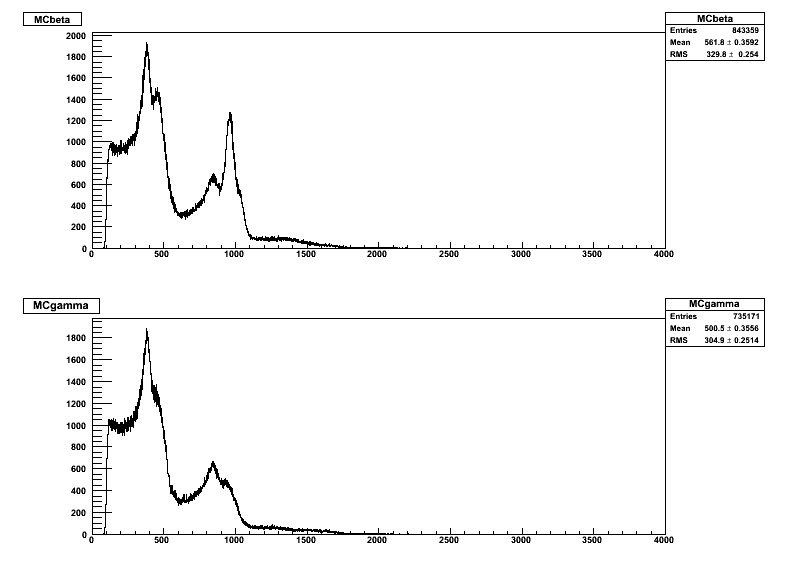 MCbeta
MCbeta
Entries 843359
Mean 561.8 ± 0.3592
RMS 329.8 ± 0.254
2000
1800
1600
1400
1200
1000
800
600
400
200
0
0 500 1000 1500 2000 2500 3000 3500 4000
MCgamma
MCgamma
Entries 735171
Mean 500.5 ± 0.3556
RMS 304.9 ± 0.2514
1800
1600
1400
1200
1000
800
600
400
200
0
0 500 1000 1500 2000 2500 3000 3500 4000